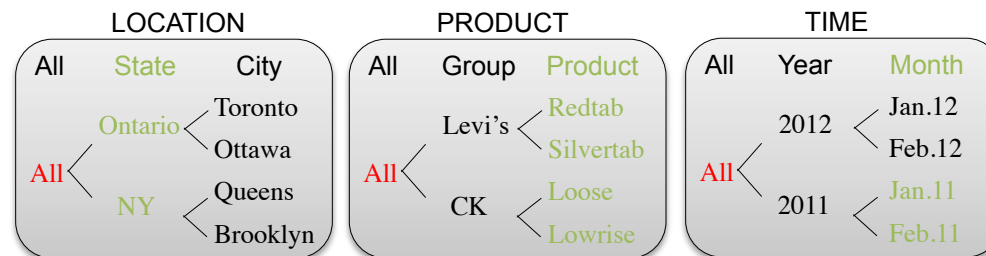 LOCATION PRODUCT TIME
All State City All Group Product All Year Month
Toronto Redtab Jan.12
Ontario Levi's 2012
Ottawa Silvertab Feb.12
All All All
Queens Loose Jan.11
NY CK 2011
Brooklyn Lowrise Feb.11